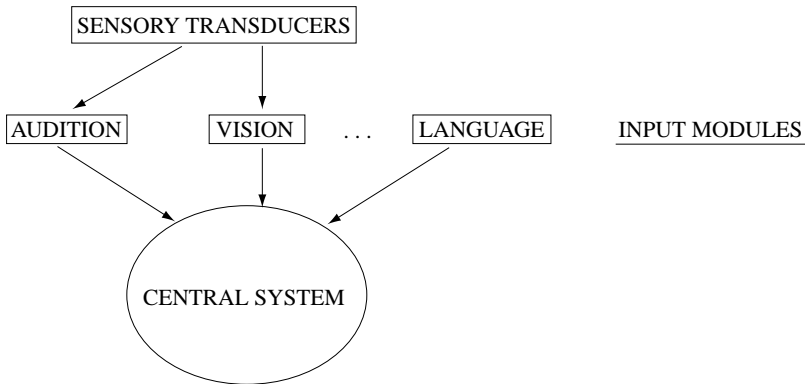 SENSORY TRANSDUCERS
AUDITION VISION ... LANGUAGE INPUT MODULES
CENTRAL SYSTEM